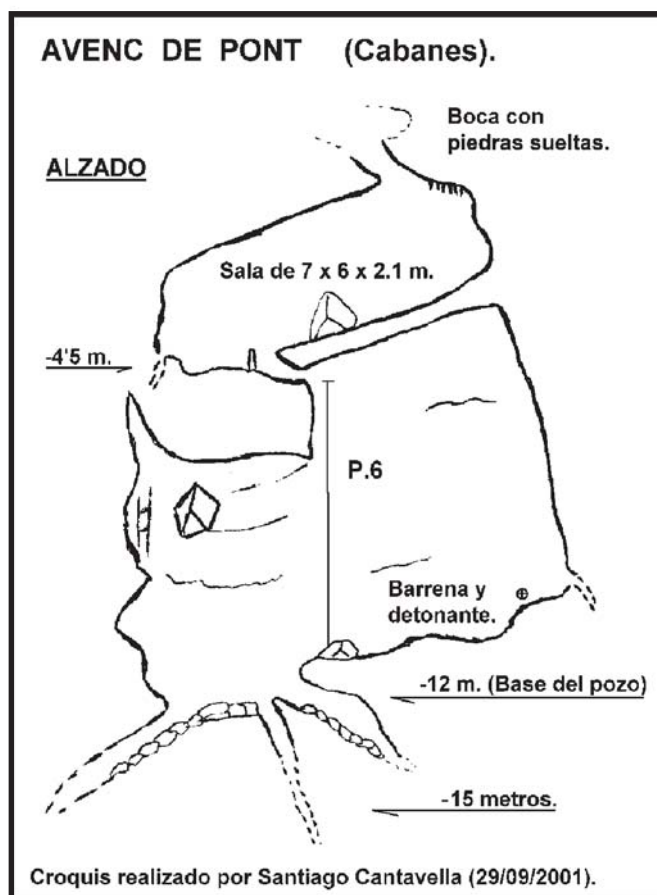 AVENC DE PONT (Cabanes).
Boca con
piedras sueltas.
ALZADO
Sala de 7 x 6 x 2.1 m.
-4'5 m.
P.6
Barrena y
detonante.
-12 m. (Base del pozo)
-15 metros.
Croquis realizado por Santiago Cantavella (29/09/2001).